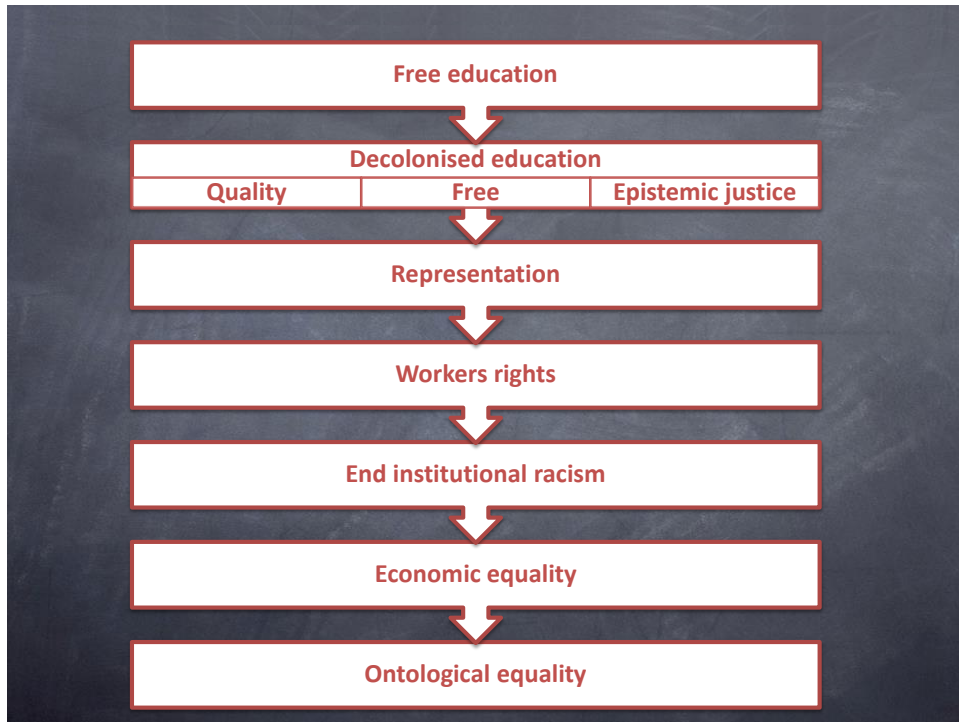 Free education
Decolonised education
Quality Free Epistemic justice
Representation
Workers rights
End institutional racism
Economic equality
Ontological equality